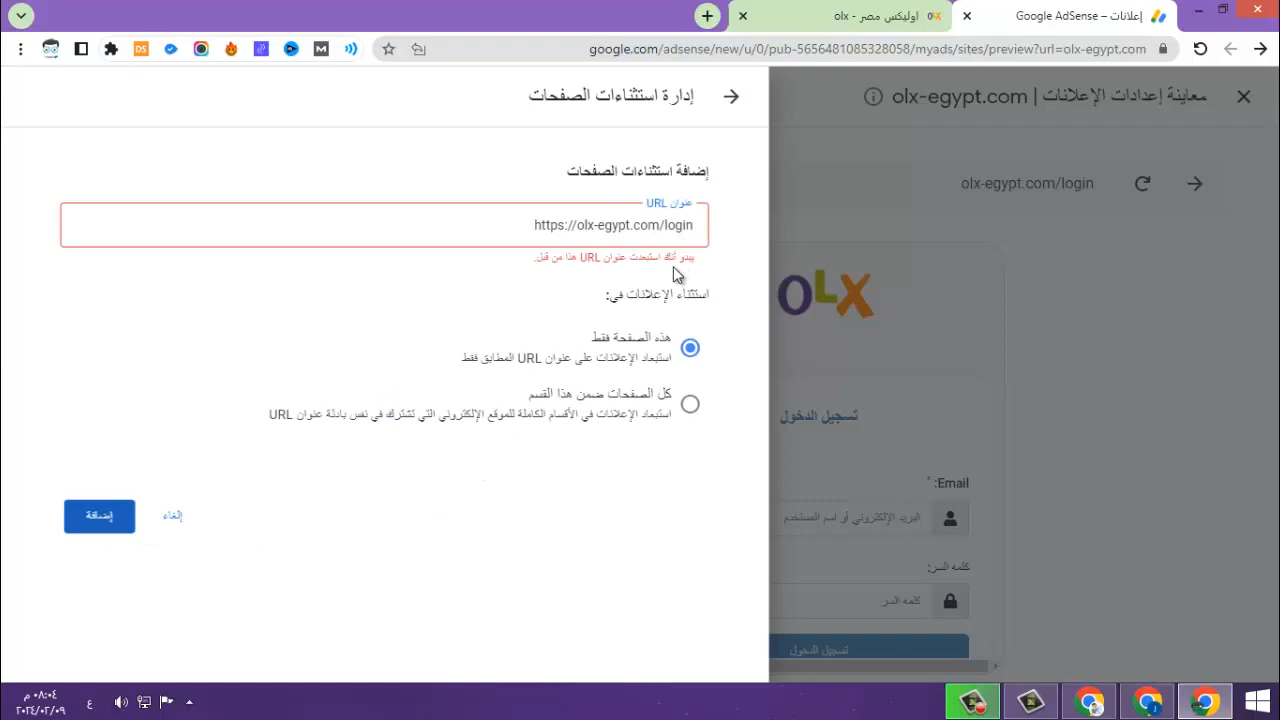 إعلانات – Google AdSense
اوليكس مصر - olx
google.com/adsense/new/u/0/pub-5656481085328058/myads/sites/preview?url=olx-egypt.com
معاينة إعدادات الإعلانات | olx-egypt.com
إدارة استثناءات الصفحات
olx-egypt.com/login
إضافة استثناءات الصفحات
عنوان URL
https://olx-egypt.com/login
يبدو أنك استبعدت عنوان URL هذا من قبل.
استثناء الإعلانات في:
هذه الصفحة فقط
استبعاد الإعلانات على عنوان URL المطابق فقط
كل الصفحات ضمن هذا القسم
استبعاد الإعلانات في الأقسام الكاملة للموقع الإلكتروني التي تشترك في نفس بادئة عنوان URL
إلغاء
إضافة
OLX
تسجيل الدخول
Email: *
البريد الإلكتروني أو اسم المستخدم
كلمه السر:
كلمه السر
تسجيل الدخول
DS
M
ع
٠٨:٠٤ م
٢٠٢٤/٠٢/٠٩